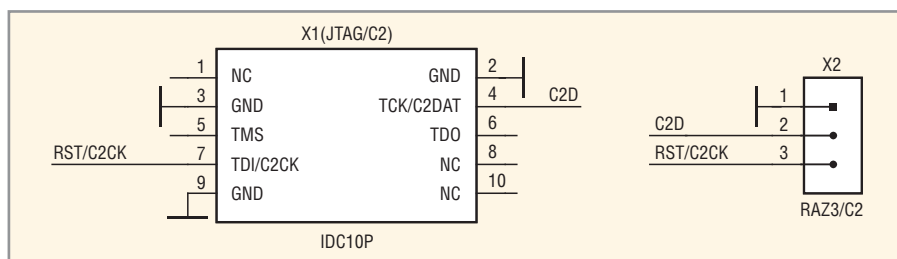 X1(JTAG/C2)
1 NC GND 2
3 GND TCK/C2DAT 4 C2D
5 TMS TDO 6
RST/C2CK 7 TDI/C2CK NC 8
9 GND NC 10
IDC10P
X2
1
C2D 2
RST/C2CK 3
RAZ3/C2